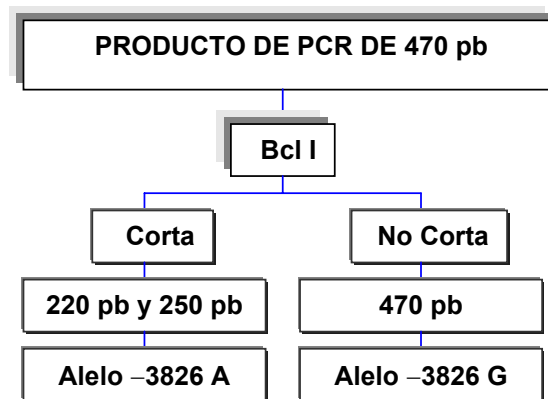 PRODUCTO DE PCR DE 470 pb
Bcl I
Corta
No Corta
220 pb y 250 pb
470 pb
Alelo −3826 A
Alelo −3826 G